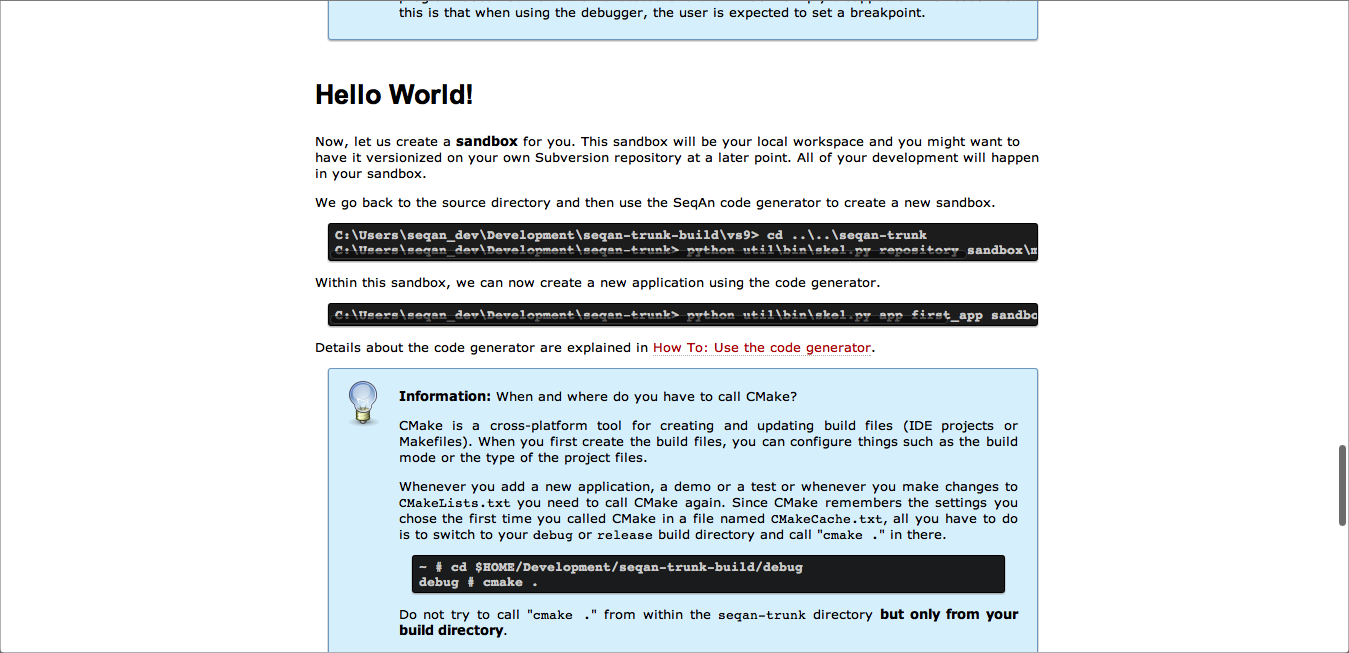 this is that when using the debugger, the user is expected to set a breakpoint.
Hello World!
Now, let us create a sandbox for you. This sandbox will be your local workspace and you might want to
have it versionized on your own Subversion repository at a later point. All of your development will happen
in your sandbox.
We go back to the source directory and then use the SeqAn code generator to create a new sandbox.
C:\Users\seqan_dev\Development\seqan-trunk-build\vs9> cd ..\..\seqan-trunk
C:\Users\seqan_dev\Development\seqan-trunk> python util\bin\skel.py repository sandbox\m
Within this sandbox, we can now create a new application using the code generator.
C:\Users\seqan_dev\Development\seqan-trunk> python util\bin\skel.py app first_app sandbo
Details about the code generator are explained in How To: Use the code generator.
Information: When and where do you have to call CMake?
CMake is a cross-platform tool for creating and updating build files (IDE projects or
Makefiles). When you first create the build files, you can configure things such as the build
mode or the type of the project files.
Whenever you add a new application, a demo or a test or whenever you make changes to
CMakeLists.txt you need to call CMake again. Since CMake remembers the settings you
chose the first time you called CMake in a file named CMakeCache.txt, all you have to do
is to switch to your debug or release build directory and call "cmake ." in there.
~ # cd $HOME/Development/seqan-trunk-build/debug
debug # cmake .
Do not try to call "cmake ." from within the seqan-trunk directory but only from your
build directory.